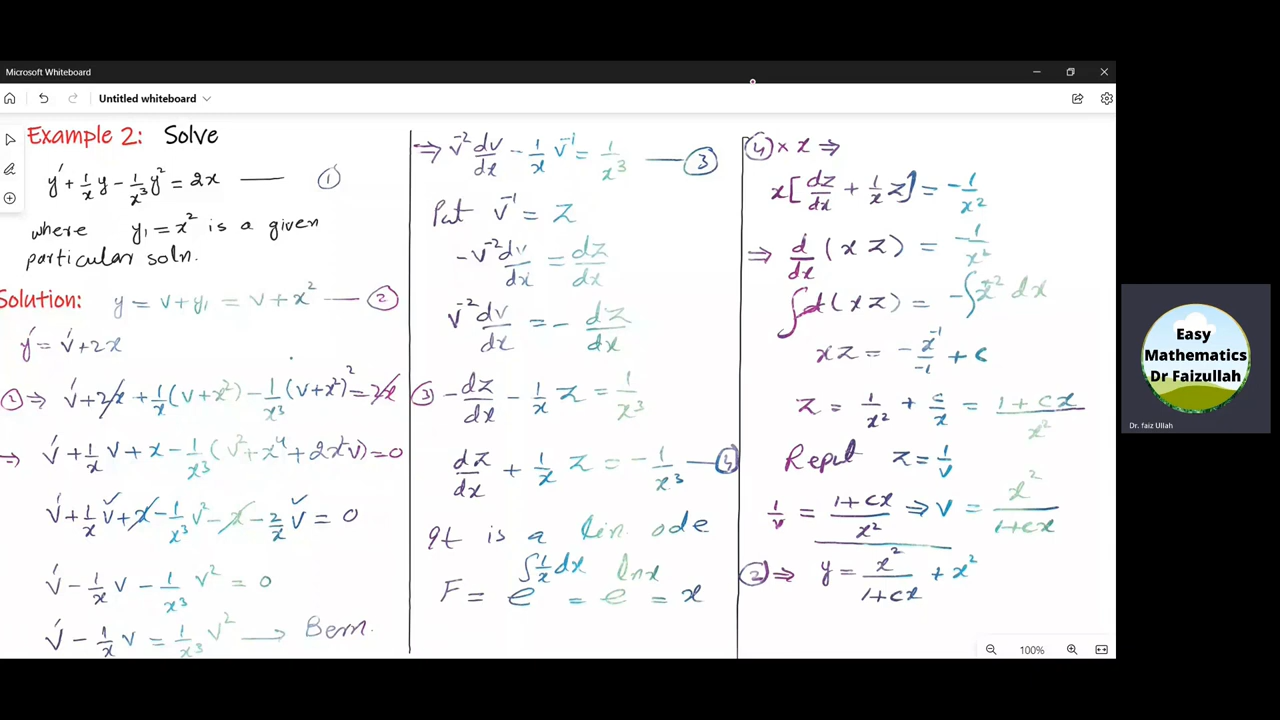 Microsoft Whiteboard
Untitled whiteboard
Example 2: Solve
y' + 1/x y - 1/x³ y² = 2x —— ①
where y₁ = x² is a given
particular soln.
Solution: y = v + y₁ = v + x² —— ②
y' = v' + 2x
① ⇒ v' + 2x + 1/x (v + x²) - 1/x³ (v + x²)² = 2x
⇒ v' + 1/x v + x - 1/x³ (v² + x⁴ + 2x²v) = 0
v' + 1/x v + x - 1/x³ v² - x - 2/x v = 0
v' - 1/x v - 1/x³ v² = 0
v' - 1/x v = 1/x³ v² → Bern.
⇒ v⁻² dv/dx - 1/x v⁻¹ = 1/x³ —— ③
Put v⁻¹ = z
-v⁻² dv/dx = dz/dx
v⁻² dv/dx = - dz/dx
③ - dz/dx - 1/x z = 1/x³
dz/dx + 1/x z = - 1/x³ — ④
It is a lin. ode
F = e^∫1/x dx = e^ln x = x
④ × x ⇒
x[dz/dx + 1/x z] = - 1/x²
⇒ d/dx (x z) = -1/x²
∫d(xz) = -∫x⁻² dx
xz = - x⁻¹/-1 + c
z = 1/x² + c/x = 1+cx/x²
Reput z = 1/v
1/v = 1+cx/x² ⇒ v = x²/1+cx
② ⇒ y = x²/1+cx + x²
100%
Easy
Mathematics
Dr Faizullah
Dr. faiz Ullah